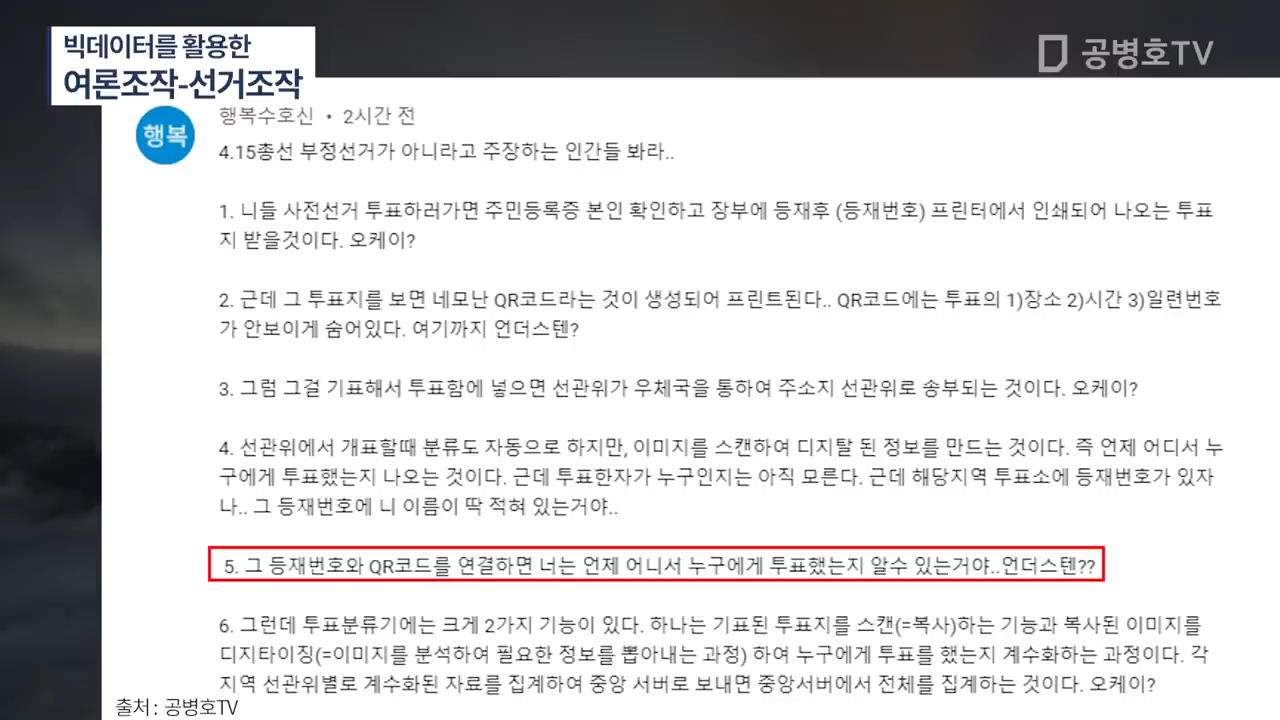 빅데이터를 활용한
여론조작-선거조작
공병호TV
행복
행복수호신 • 2시간 전
4.15총선 부정선거가 아니라고 주장하는 인간들 봐라..
1. 니들 사전선거 투표하러가면 주민등록증 본인 확인하고 장부에 등재후 (등재번호) 프린터에서 인쇄되어 나오는 투표
지 받을것이다. 오케이?
2. 근데 그 투표지를 보면 네모난 QR코드라는 것이 생성되어 프린트된다.. QR코드에는 투표의 1)장소 2)시간 3)일련번호
가 안보이게 숨어있다. 여기까지 언더스텐?
3. 그럼 그걸 기표해서 투표함에 넣으면 선관위가 우체국을 통하여 주소지 선관위로 송부되는 것이다. 오케이?
4. 선관위에서 개표할때 분류도 자동으로 하지만, 이미지를 스캔하여 디지탈 된 정보를 만드는 것이다. 즉 언제 어디서 누
구에게 투표했는지 나오는 것이다. 근데 투표한자가 누구인지는 아직 모른다. 근데 해당지역 투표소에 등재번호가 있자
나.. 그 등재번호에 니 이름이 딱 적혀 있는거야..
5. 그 등재번호와 QR코드를 연결하면 너는 언제 어니서 누구에게 투표했는지 알수 있는거야..언더스텐??
6. 그런데 투표분류기에는 크게 2가지 기능이 있다. 하나는 기표된 투표지를 스캔(=복사)하는 기능과 복사된 이미지를
디지타이징(=이미지를 분석하여 필요한 정보를 뽑아내는 과정) 하여 누구에게 투표를 했는지 계수화하는 과정이다. 각
지역 선관위별로 계수화된 자료를 집계하여 중앙 서버로 보내면 중앙서버에서 전체를 집계하는 것이다. 오케이?
출처 : 공병호TV